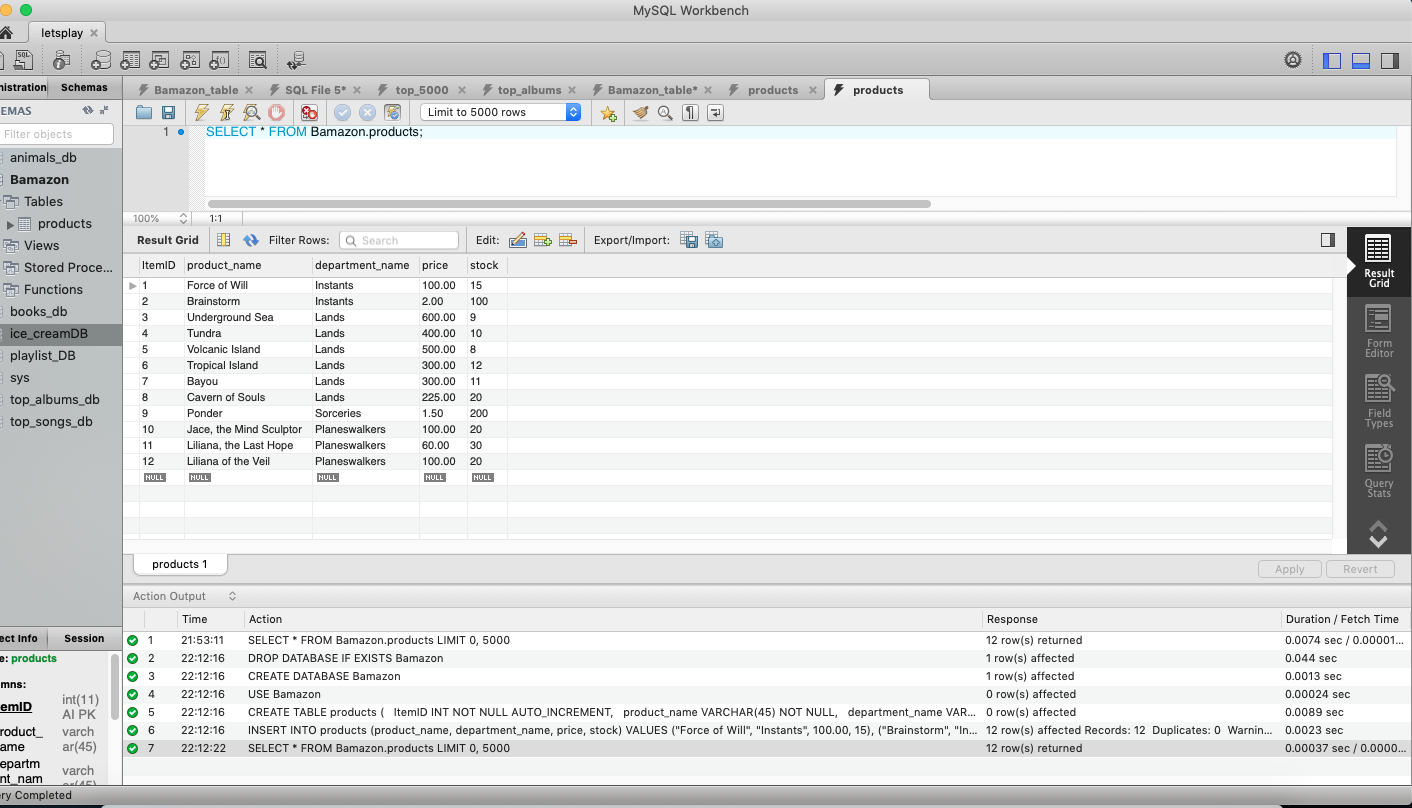 MySQL Workbench
letsplay
nistration Schemas
EMAS
Filter objects
animals_db
Bamazon
Tables
products
Views
Stored Proce...
Functions
books_db
ice_creamDB
playlist_DB
sys
top_albums_db
top_songs_db
ect Info Session
e: products
mns:
temID int(11) AI PK
roduct_ame varchar(45)
epartment_nam varchar(45)
ry Completed
Bamazon_table SQL File 5* top_5000 top_albums Bamazon_table* products products
Limit to 5000 rows
1 SELECT * FROM Bamazon.products;
100% 1:1
Result Grid Filter Rows: Search Edit: Export/Import:
ItemID product_name department_name price stock
1 Force of Will Instants 100.00 15
2 Brainstorm Instants 2.00 100
3 Underground Sea Lands 600.00 9
4 Tundra Lands 400.00 10
5 Volcanic Island Lands 500.00 8
6 Tropical Island Lands 300.00 12
7 Bayou Lands 300.00 11
8 Cavern of Souls Lands 225.00 20
9 Ponder Sorceries 1.50 200
10 Jace, the Mind Sculptor Planeswalkers 100.00 20
11 Liliana, the Last Hope Planeswalkers 60.00 30
12 Liliana of the Veil Planeswalkers 100.00 20
NULL NULL NULL NULL NULL
Result Grid
Form Editor
Field Types
Query Stats
products 1
Apply Revert
Action Output
Time Action Response Duration / Fetch Time
1 21:53:11 SELECT * FROM Bamazon.products LIMIT 0, 5000 12 row(s) returned 0.0074 sec / 0.00001...
2 22:12:16 DROP DATABASE IF EXISTS Bamazon 1 row(s) affected 0.044 sec
3 22:12:16 CREATE DATABASE Bamazon 1 row(s) affected 0.0013 sec
4 22:12:16 USE Bamazon 0 row(s) affected 0.00024 sec
5 22:12:16 CREATE TABLE products ( ItemID INT NOT NULL AUTO_INCREMENT, product_name VARCHAR(45) NOT NULL, department_name VAR... 0 row(s) affected 0.0089 sec
6 22:12:16 INSERT INTO products (product_name, department_name, price, stock) VALUES ("Force of Will", "Instants", 100.00, 15), ("Brainstorm", "In... 12 row(s) affected Records: 12 Duplicates: 0 Warnin... 0.0023 sec
7 22:12:22 SELECT * FROM Bamazon.products LIMIT 0, 5000 12 row(s) returned 0.00037 sec / 0.0000...